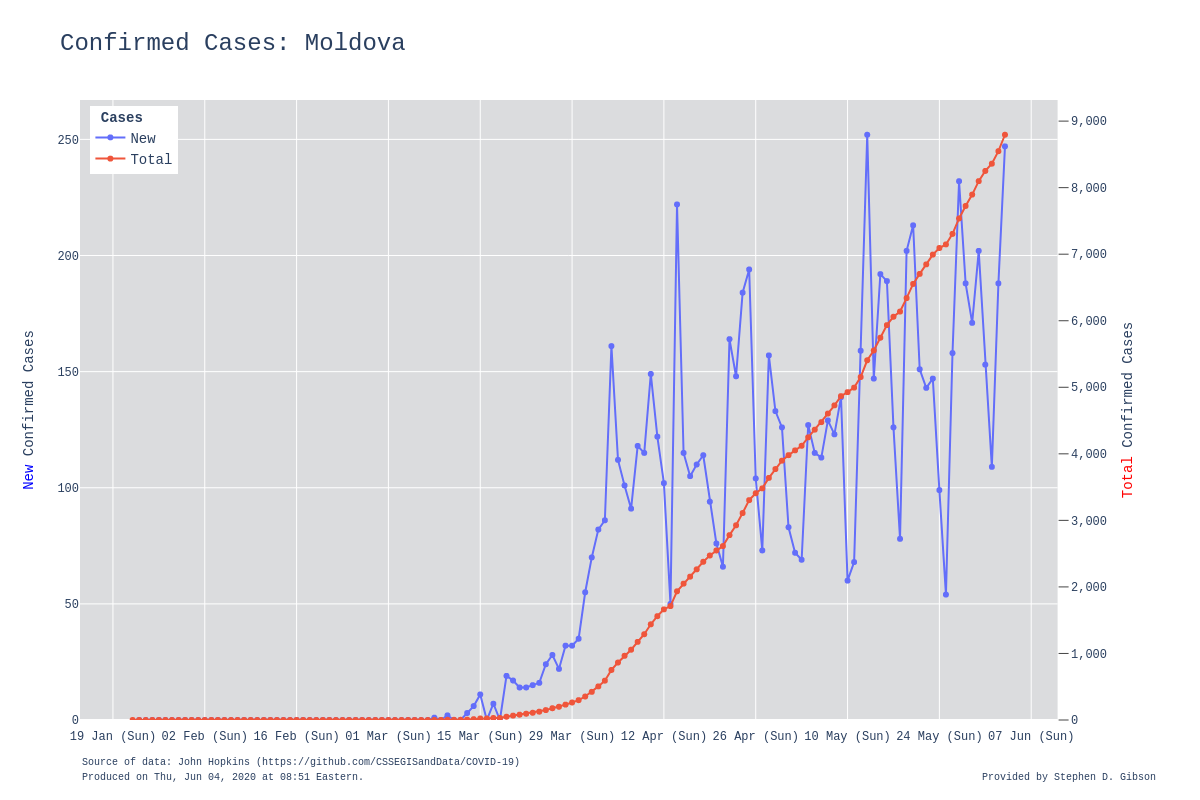 Confirmed Cases: Moldova
Cases
New
Total
250
200
150
100
50
0
9,000
8,000
7,000
6,000
5,000
4,000
3,000
2,000
1,000
0
New Confirmed Cases
Total Confirmed Cases
19 Jan (Sun) 02 Feb (Sun) 16 Feb (Sun) 01 Mar (Sun) 15 Mar (Sun) 29 Mar (Sun) 12 Apr (Sun) 26 Apr (Sun) 10 May (Sun) 24 May (Sun) 07 Jun (Sun)
Source of data: John Hopkins (https://github.com/CSSEGISandData/COVID-19)
Produced on Thu, Jun 04, 2020 at 08:51 Eastern.
Provided by Stephen D. Gibson